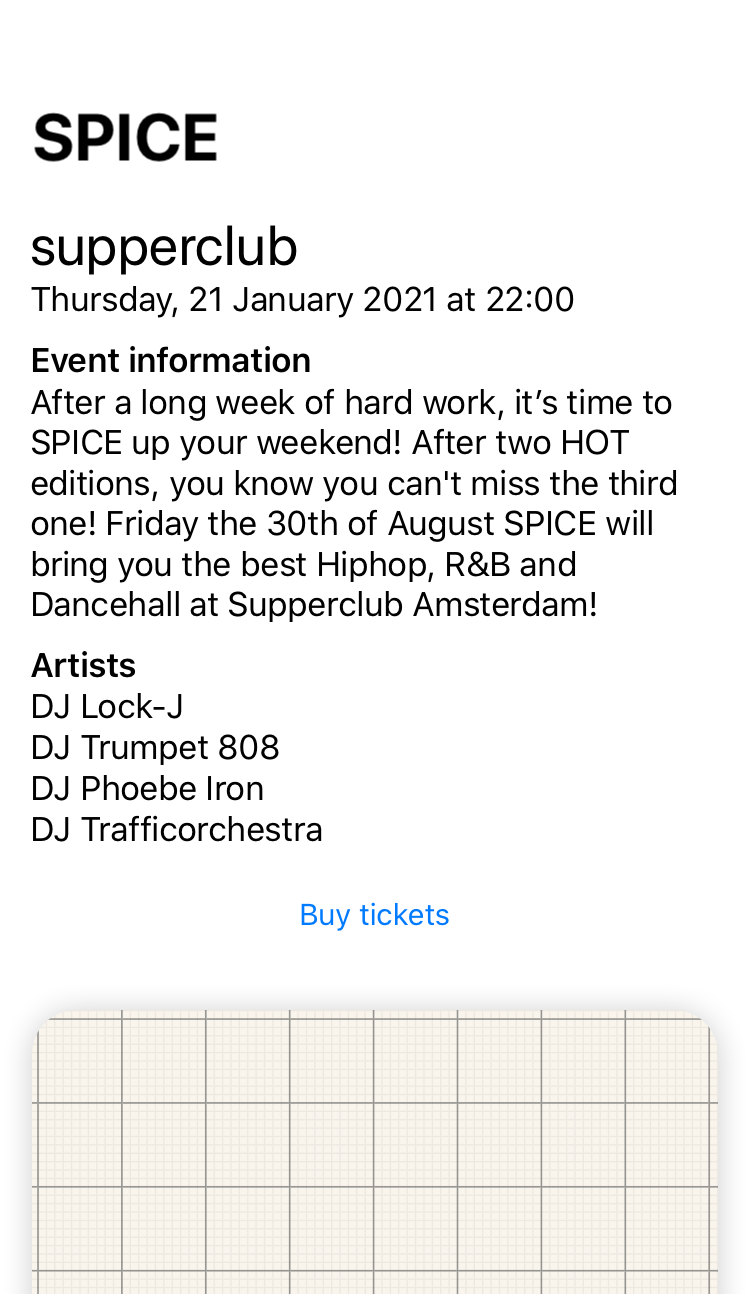 SPICE
supperclub
Thursday, 21 January 2021 at 22:00
Event information
After a long week of hard work, it’s time to
SPICE up your weekend! After two HOT
editions, you know you can't miss the third
one! Friday the 30th of August SPICE will
bring you the best Hiphop, R&B and
Dancehall at Supperclub Amsterdam!
Artists
DJ Lock-J
DJ Trumpet 808
DJ Phoebe Iron
DJ Trafficorchestra
Buy tickets